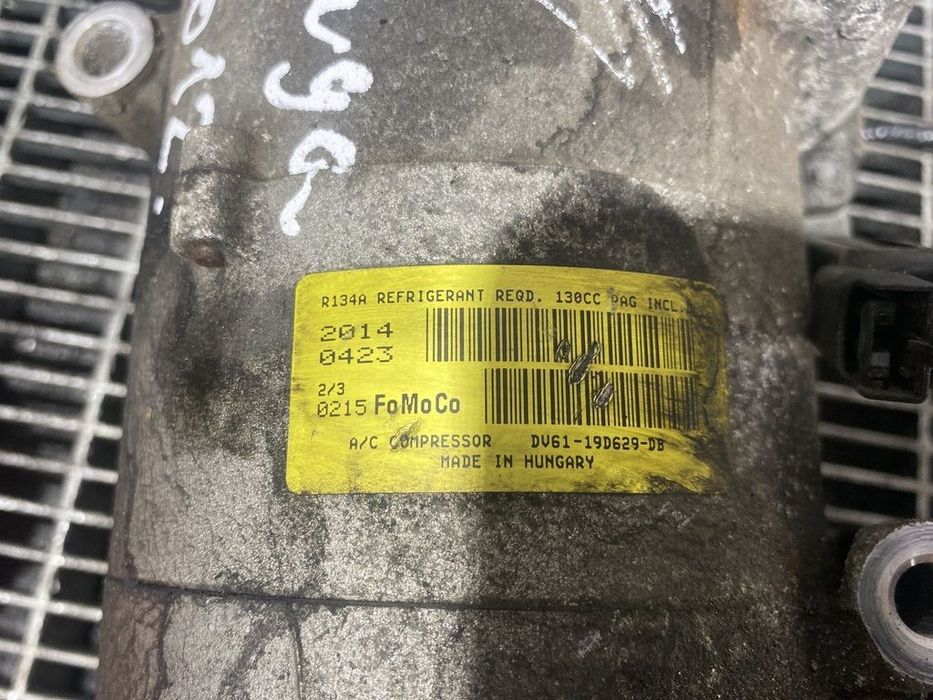 R134A REFRIGERANT REQD. 130CC PAG INCL.
2014
0423
2/3
0215 FoMoCo
A/C COMPRESSOR DV61-19D629-DB
MADE IN HUNGARY